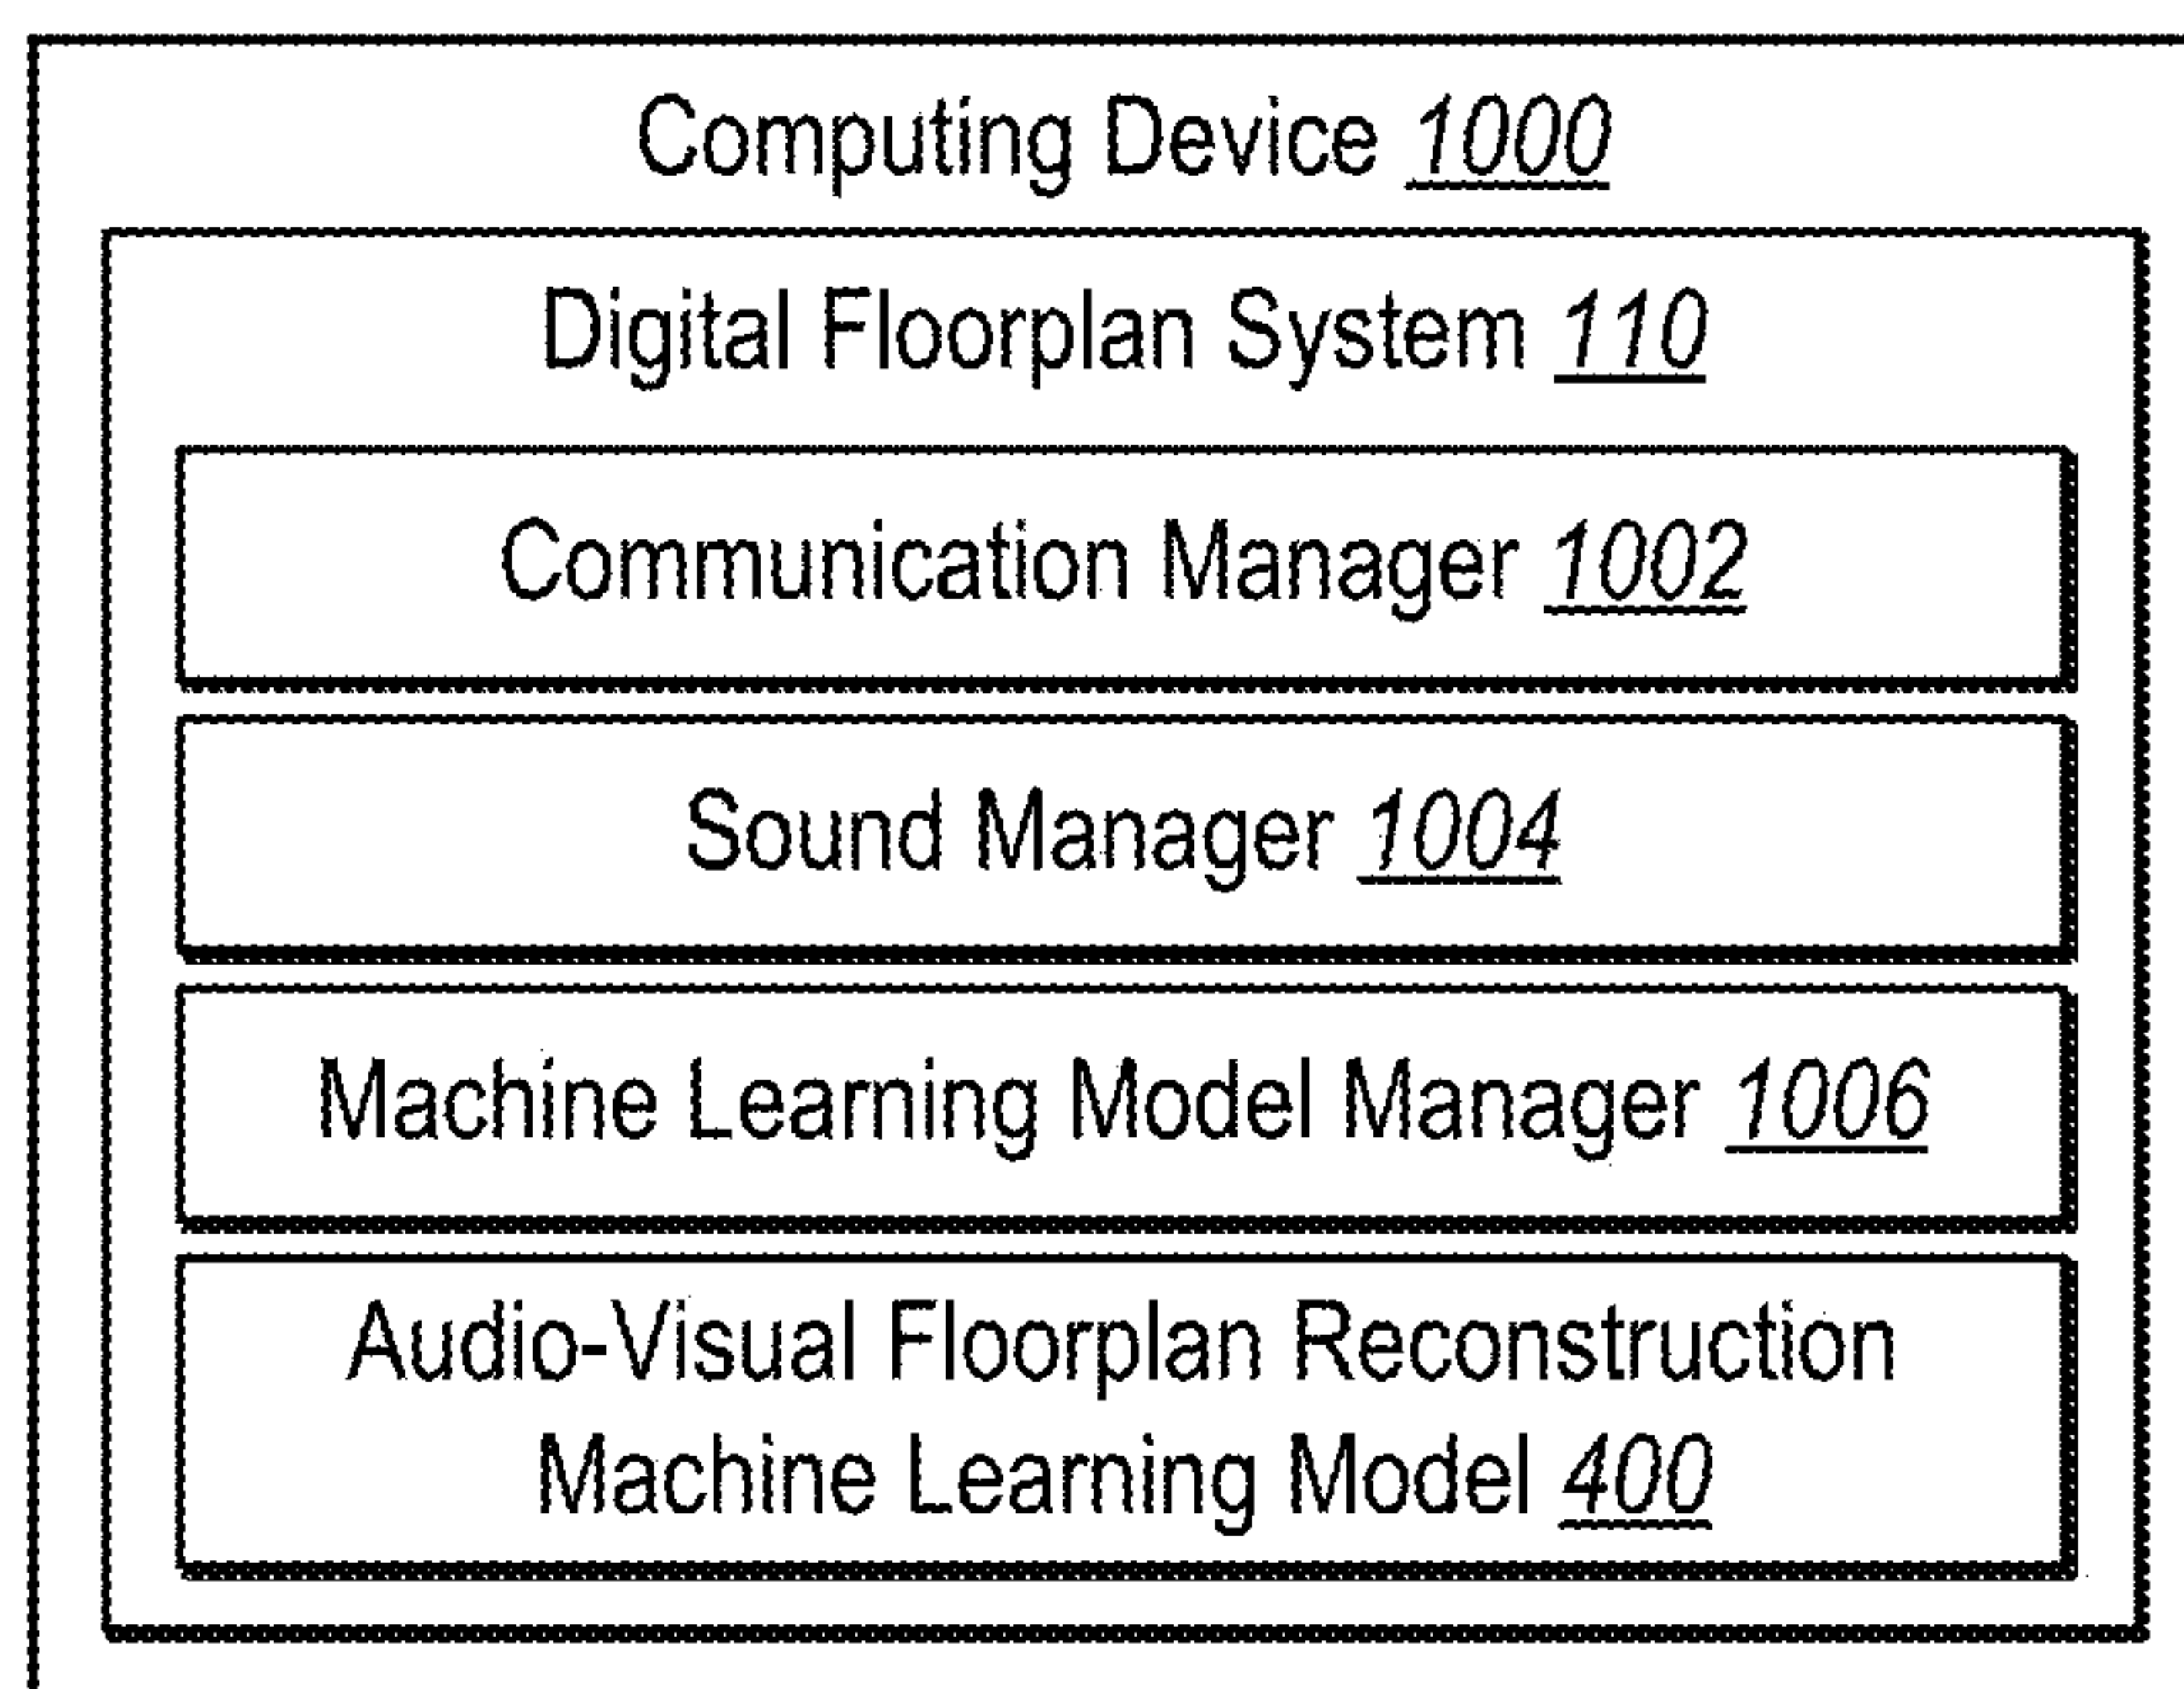 Computing Device 1000
Digital Floorplan System 110
Communication Manager 1002
Sound Manager 1004
Machine Learning Model Manager 1006
Audio-Visual Floorplan Reconstruction
Machine Learning Model 400